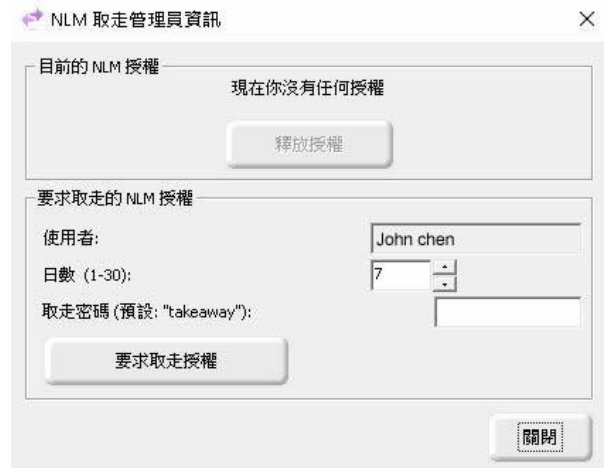 NLM 取走管理員資訊
目前的 NLM 授權
現在你沒有任何授權
釋放授權
要求取走的 NLM 授權
使用者: John chen
日數 (1-30): 7
取走密碼 (預設: "takeaway"):
要求取走授權
關閉